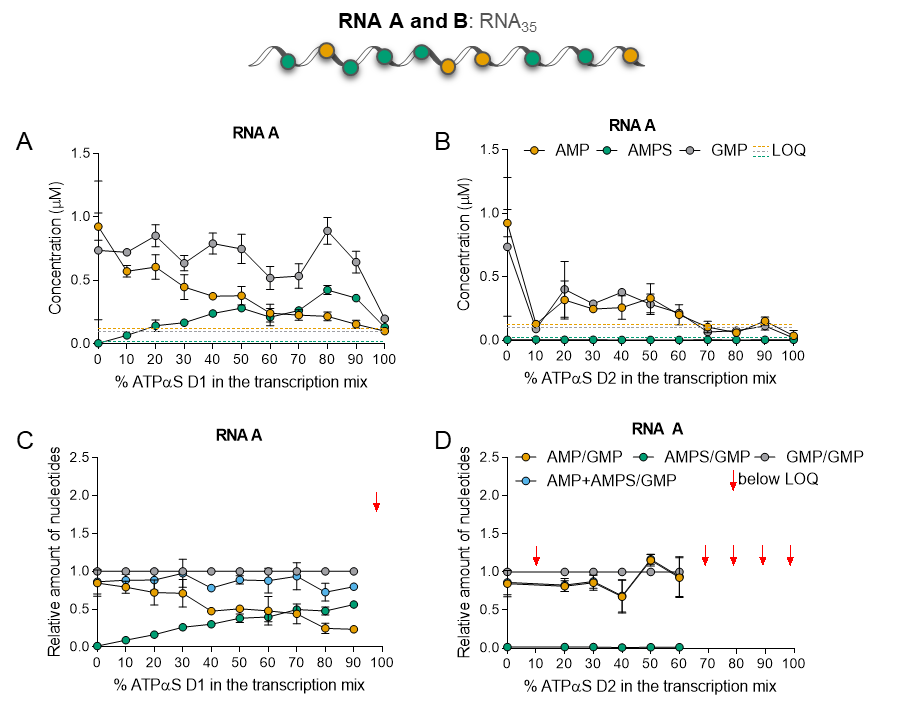 RNA A and B: RNA35
A
RNA A
1.5
1.0
0.5
0.0
Concentration (μM)
0 10 20 30 40 50 60 70 80 90 100
% ATPαS D1 in the transcription mix
B
RNA A
AMP AMPS GMP LOQ
1.5
1.0
0.5
0.0
Concentration (μM)
0 10 20 30 40 50 60 70 80 90 100
% ATPαS D2 in the transcription mix
C
RNA A
2.5
2.0
1.5
1.0
0.5
0.0
Relative amount of nucleotides
0 10 20 30 40 50 60 70 80 90 100
% ATPαS D1 in the transcription mix
D
RNA A
AMP/GMP AMPS/GMP GMP/GMP
AMP+AMPS/GMP below LOQ
2.5
2.0
1.5
1.0
0.5
0.0
Relative amount of nucleotides
0 10 20 30 40 50 60 70 80 90 100
% ATPαS D2 in the transcription mix